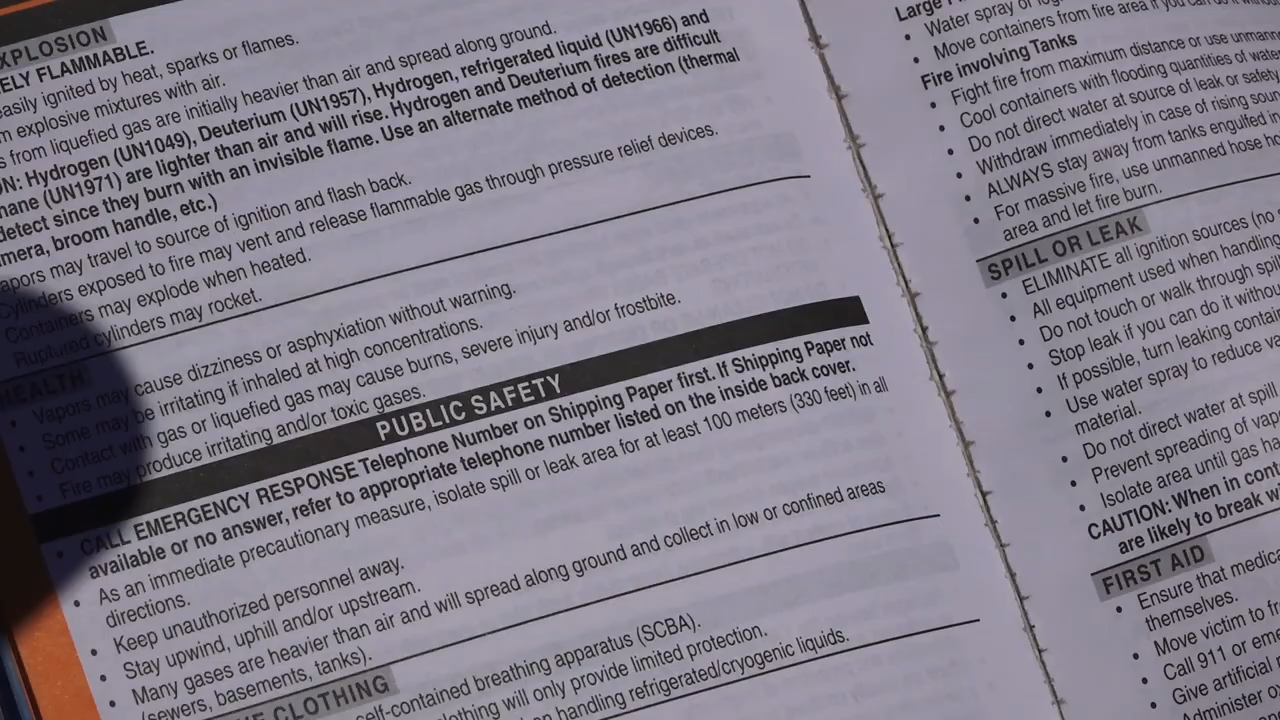 XPLOSION
ELY FLAMMABLE.
easily ignited by heat, sparks or flames.
m explosive mixtures with air.
s from liquefied gas are initially heavier than air and spread along ground.
ON: Hydrogen (UN1049), Deuterium (UN1957), Hydrogen, refrigerated liquid (UN1966) and
hane (UN1971) are lighter than air and will rise. Hydrogen and Deuterium fires are difficult
detect since they burn with an invisible flame. Use an alternate method of detection (thermal
mera, broom handle, etc.)
apors may travel to source of ignition and flash back.
Cylinders exposed to fire may vent and release flammable gas through pressure relief devices.
Containers may explode when heated.
Ruptured cylinders may rocket.
HEALTH
• Vapors may cause dizziness or asphyxiation without warning.
• Some may be irritating if inhaled at high concentrations.
• Contact with gas or liquefied gas may cause burns, severe injury and/or frostbite.
• Fire may produce irritating and/or toxic gases.
PUBLIC SAFETY
• CALL EMERGENCY RESPONSE Telephone Number on Shipping Paper first. If Shipping Paper not
available or no answer, refer to appropriate telephone number listed on the inside back cover.
• As an immediate precautionary measure, isolate spill or leak area for at least 100 meters (330 feet) in all
directions.
• Keep unauthorized personnel away.
• Stay upwind, uphill and/or upstream.
• Many gases are heavier than air and will spread along ground and collect in low or confined areas
(sewers, basements, tanks).
CLOTHING
self-contained breathing apparatus (SCBA).
clothing will only provide limited protection.
handling refrigerated/cryogenic liquids.
Large
• Water spray or
• Move containers from fire area if you can do it
Fire involving Tanks
• Fight fire from maximum distance or use unmann
• Cool containers with flooding quantities of wate
• Do not direct water at source of leak or safety
• Withdraw immediately in case of rising soun
• ALWAYS stay away from tanks engulfed in
• For massive fire, use unmanned hose ho
area and let fire burn.
SPILL OR LEAK
• ELIMINATE all ignition sources (no
• All equipment used when handling
• Do not touch or walk through spil
• Stop leak if you can do it withou
• If possible, turn leaking contain
• Use water spray to reduce va
material.
• Do not direct water at spill
• Prevent spreading of vap
• Isolate area until gas ha
CAUTION: When in cont
are likely to break w
FIRST AID
• Ensure that medica
themselves.
• Move victim to fr
• Call 911 or eme
• Give artificial
• Administer o